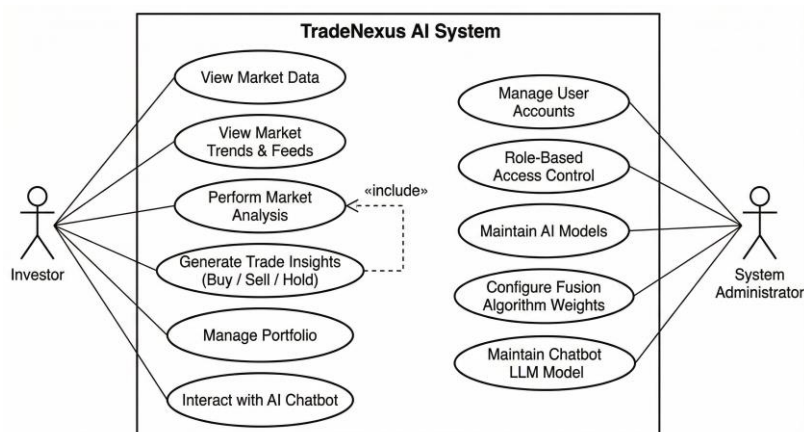 TradeNexus AI System
View Market Data
View Market
Trends & Feeds
Perform Market
Analysis
«include»
Generate Trade Insights
(Buy / Sell / Hold)
Manage Portfolio
Interact with AI Chatbot
Investor
Manage User
Accounts
Role-Based
Access Control
Maintain AI Models
Configure Fusion
Algorithm Weights
Maintain Chatbot
LLM Model
System
Administrator